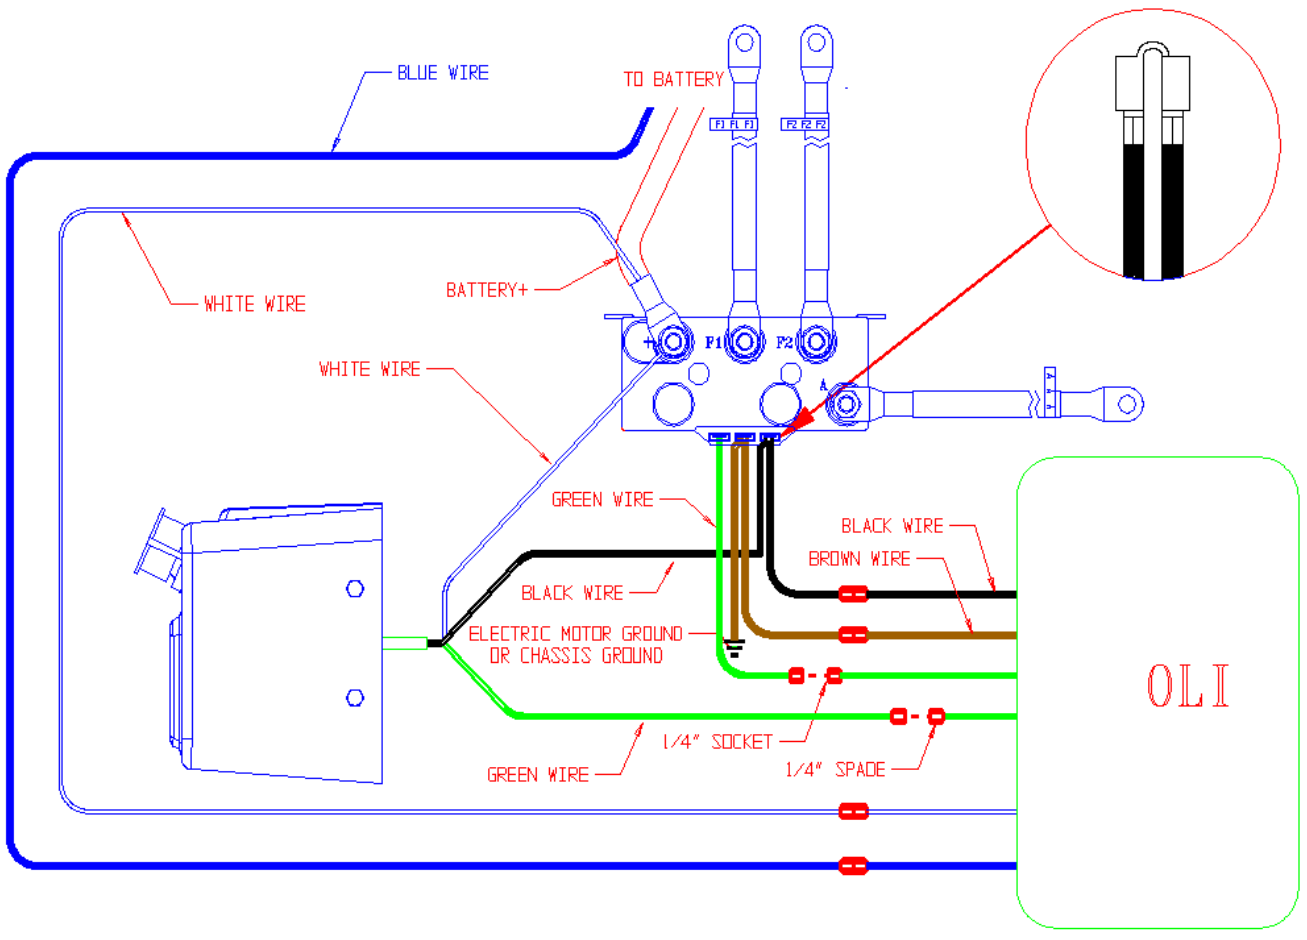 BLUE WIRE
TO BATTERY
F1 F1 F1
F2 F2 F2
BATTERY+
WHITE WIRE
+
F1
F2
WHITE WIRE
A
A A A
GREEN WIRE
BLACK WIRE
BROWN WIRE
BLACK WIRE
ELECTRIC MOTOR GROUND
OR CHASSIS GROUND
OLI
1/4" SOCKET
1/4" SPADE
GREEN WIRE